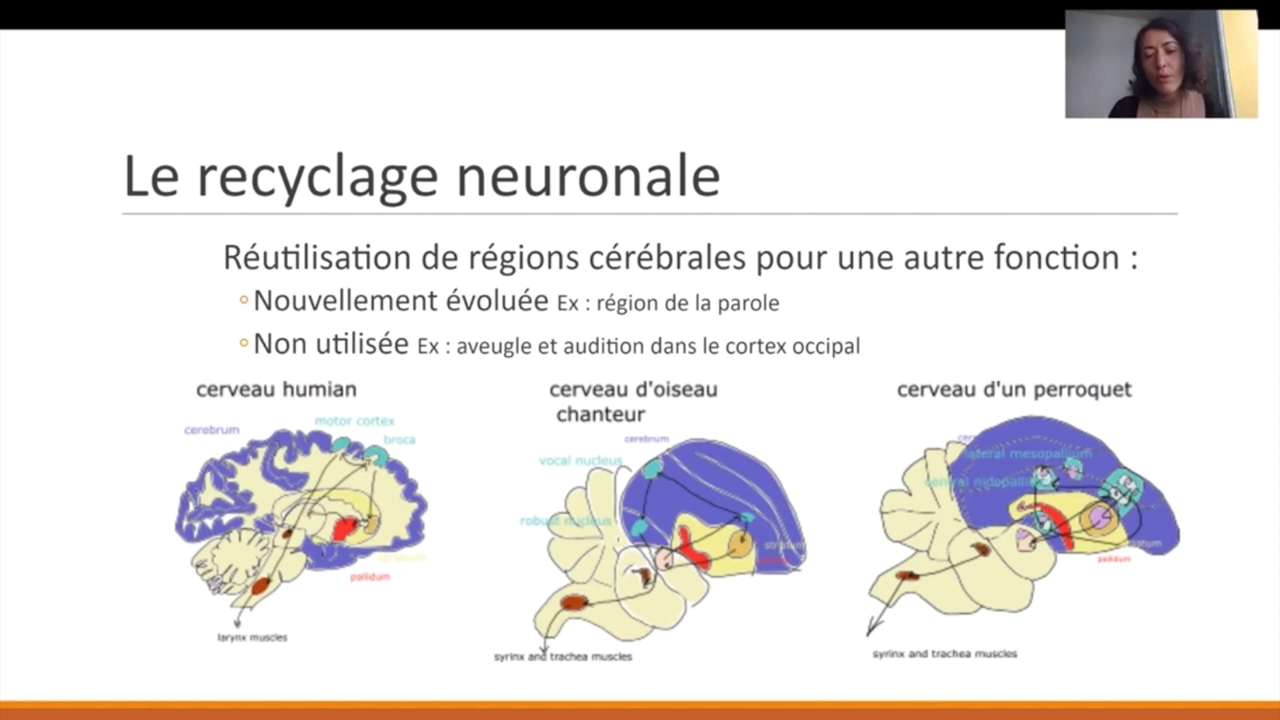 Le recyclage neuronale
Réutilisation de régions cérébrales pour une autre fonction :
Nouvellement évoluée Ex : région de la parole
Non utilisée Ex : aveugle et audition dans le cortex occipal
cerveau humian
cerebrum
motor cortex
broca
pallidum
larynx muscles
cerveau d'oiseau
chanteur
cerebrum
vocal nucleus
robust nucleus
striatum
syrinx and trachea muscles
cerveau d'un perroquet
lateral mesopallium
pallidum
syrinx and trachea muscles